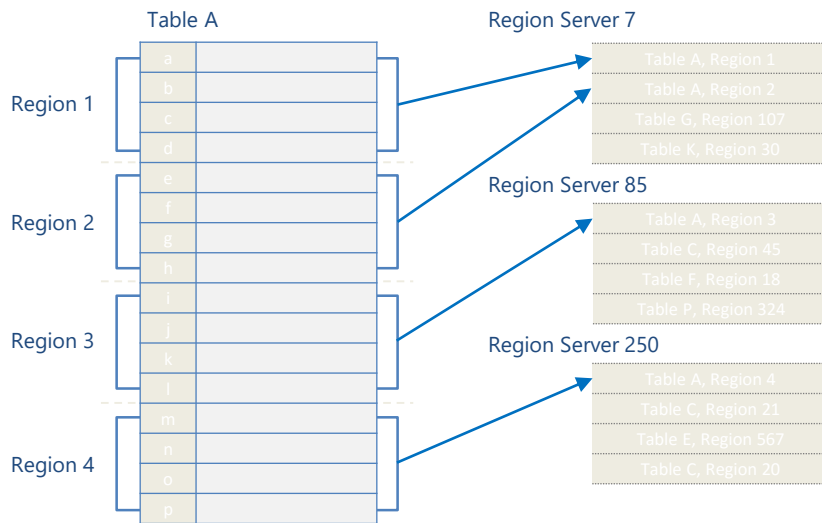 Table A
Region 1
a
b
c
d
Region 2
e
f
g
h
Region 3
i
j
k
l
Region 4
m
n
o
p
Region Server 7
Table A, Region 1
Table A, Region 2
Table G, Region 107
Table K, Region 30
Region Server 85
Table A, Region 3
Table C, Region 45
Table F, Region 18
Table P, Region 324
Region Server 250
Table A, Region 4
Table C, Region 21
Table E, Region 567
Table C, Region 20